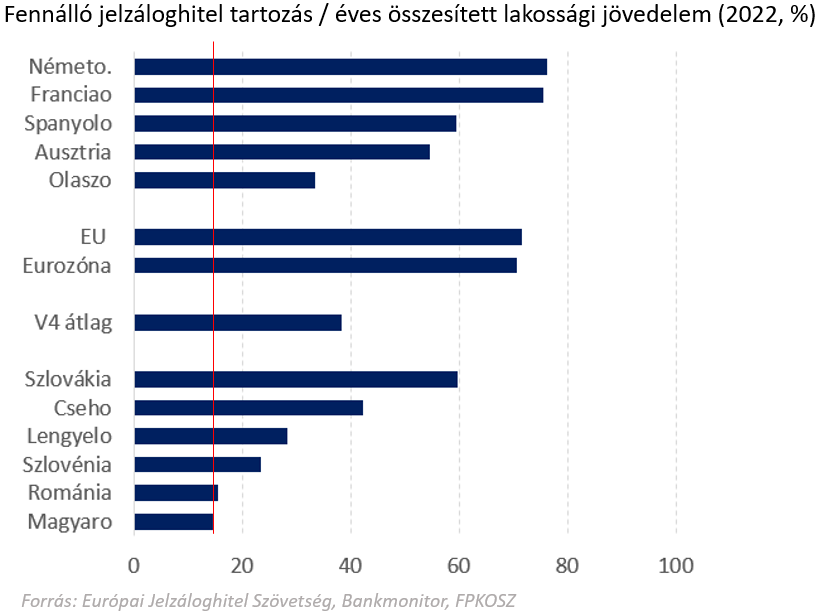 Fennálló jelzáloghitel tartozás / éves összesített lakossági jövedelem (2022, %)
Németo.
Franciao
Spanyolo
Ausztria
Olaszo
EU
Eurozóna
V4 átlag
Szlovákia
Cseho
Lengyelo
Szlovénia
Románia
Magyaro
0 20 40 60 80 100
Forrás: Európai Jelzáloghitel Szövetség, Bankmonitor, FPKOSZ